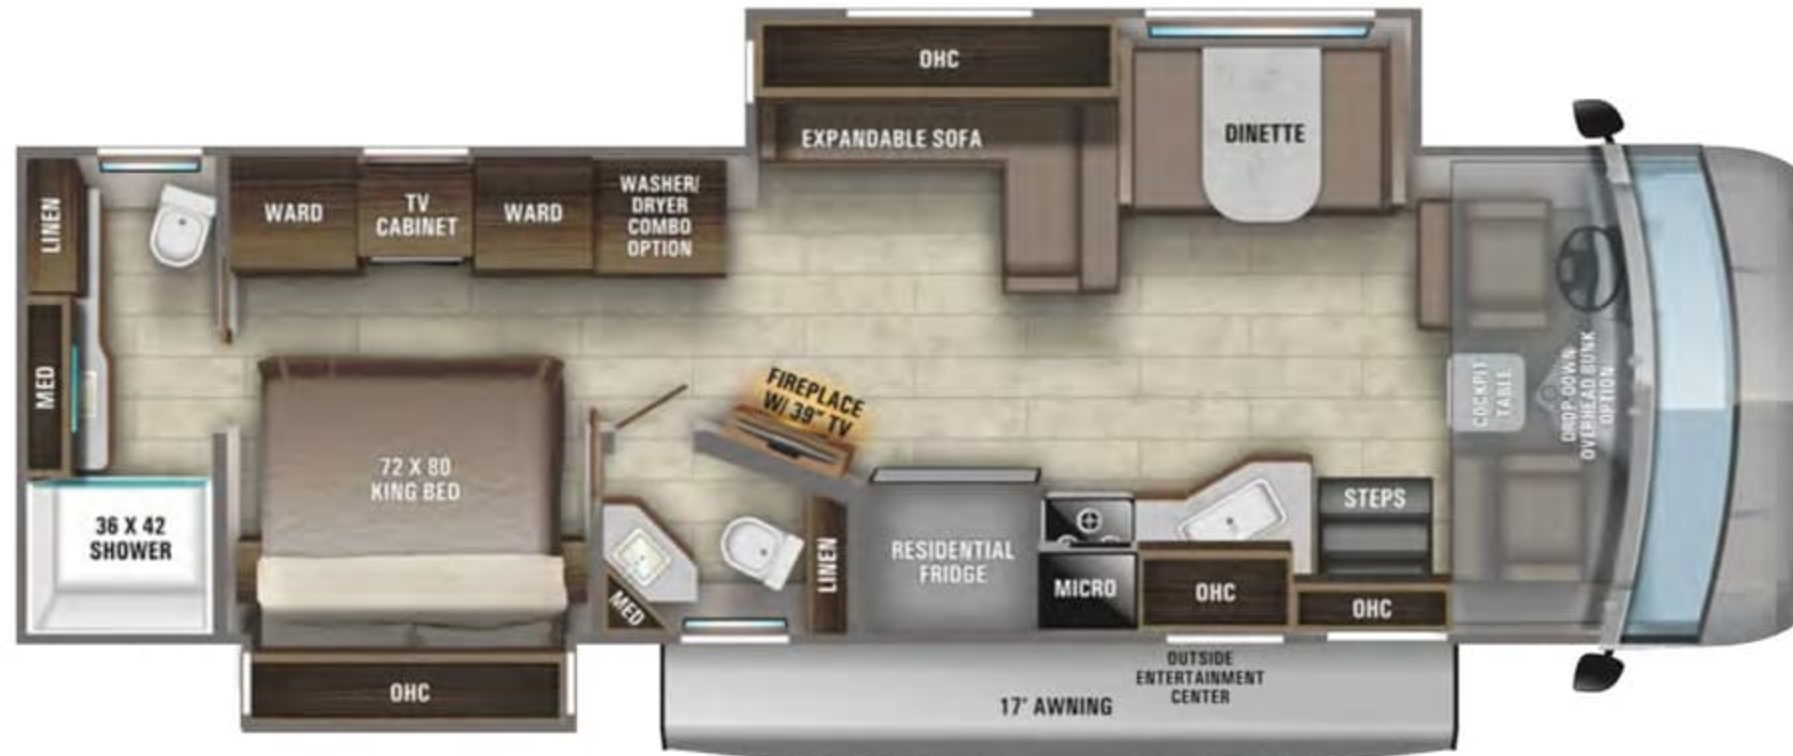 OHC
EXPANDABLE SOFA
DINETTE
LINEN
WARD
TV
CABINET
WARD
WASHER/
DRYER
COMBO
OPTION
MED
72 X 80
KING BED
FIREPLACE
W/ 39" TV
COCKPIT
TABLE
DROP-DOWN
OVERHEAD BUNK
OPTION
36 X 42
SHOWER
MED
LINEN
RESIDENTIAL
FRIDGE
MICRO
STEPS
OHC
OHC
OHC
OUTSIDE
ENTERTAINMENT
CENTER
17' AWNING